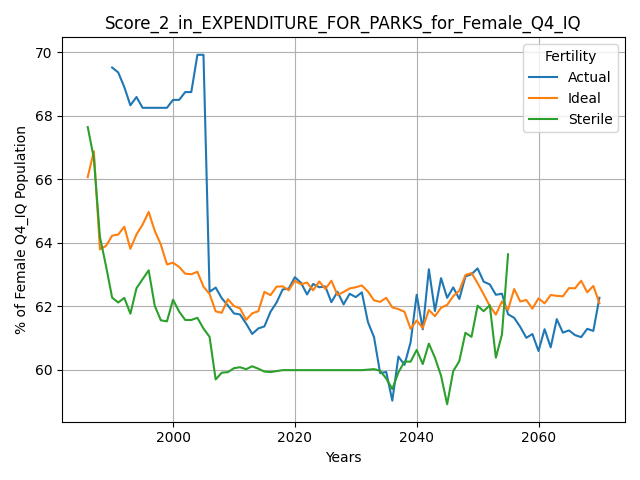 Score_2_in_EXPENDITURE_FOR_PARKS_for_Female_Q4_IQ
% of Female Q4_IQ Population
70
68
66
64
62
60
Fertility
Actual
Ideal
Sterile
2000
2020
2040
2060
Years